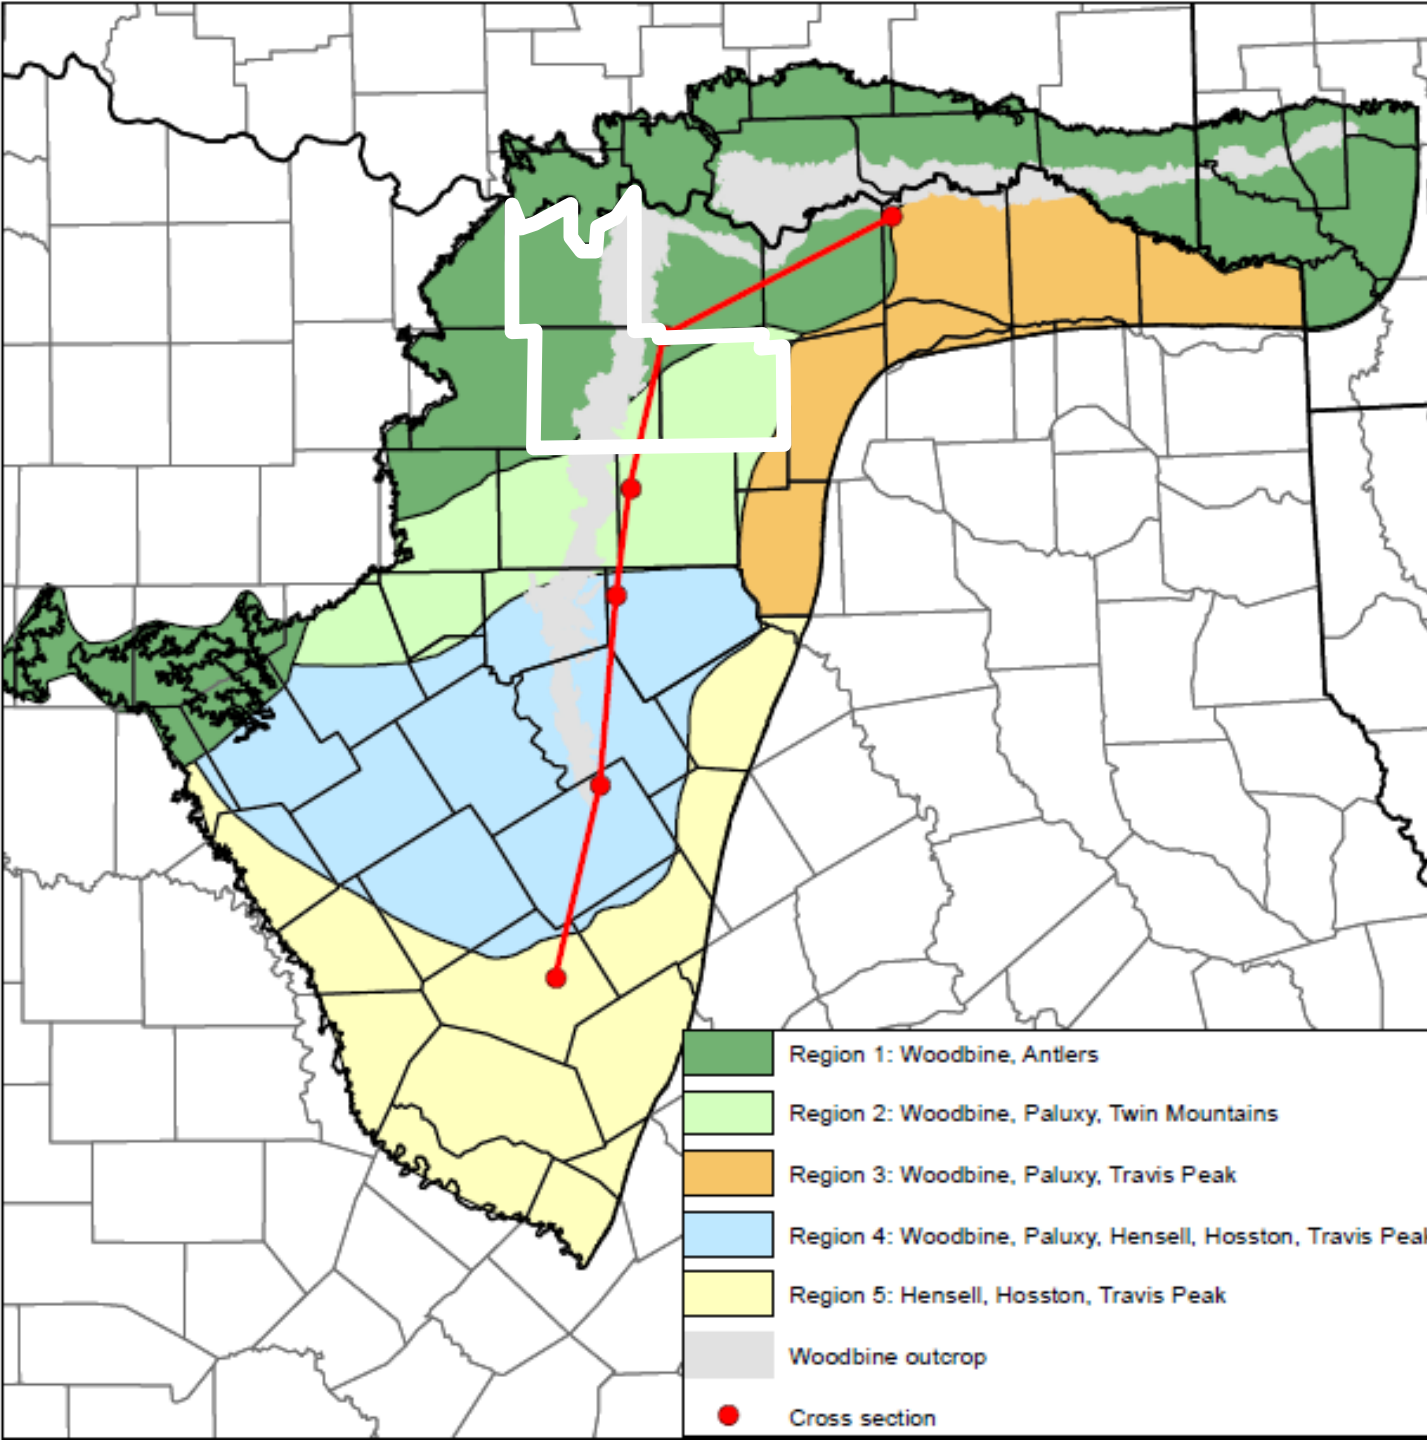 Region 1: Woodbine, Antlers
Region 2: Woodbine, Paluxy, Twin Mountains
Region 3: Woodbine, Paluxy, Travis Peak
Region 4: Woodbine, Paluxy, Hensell, Hosston, Travis Peak
Region 5: Hensell, Hosston, Travis Peak
Woodbine outcrop
Cross section